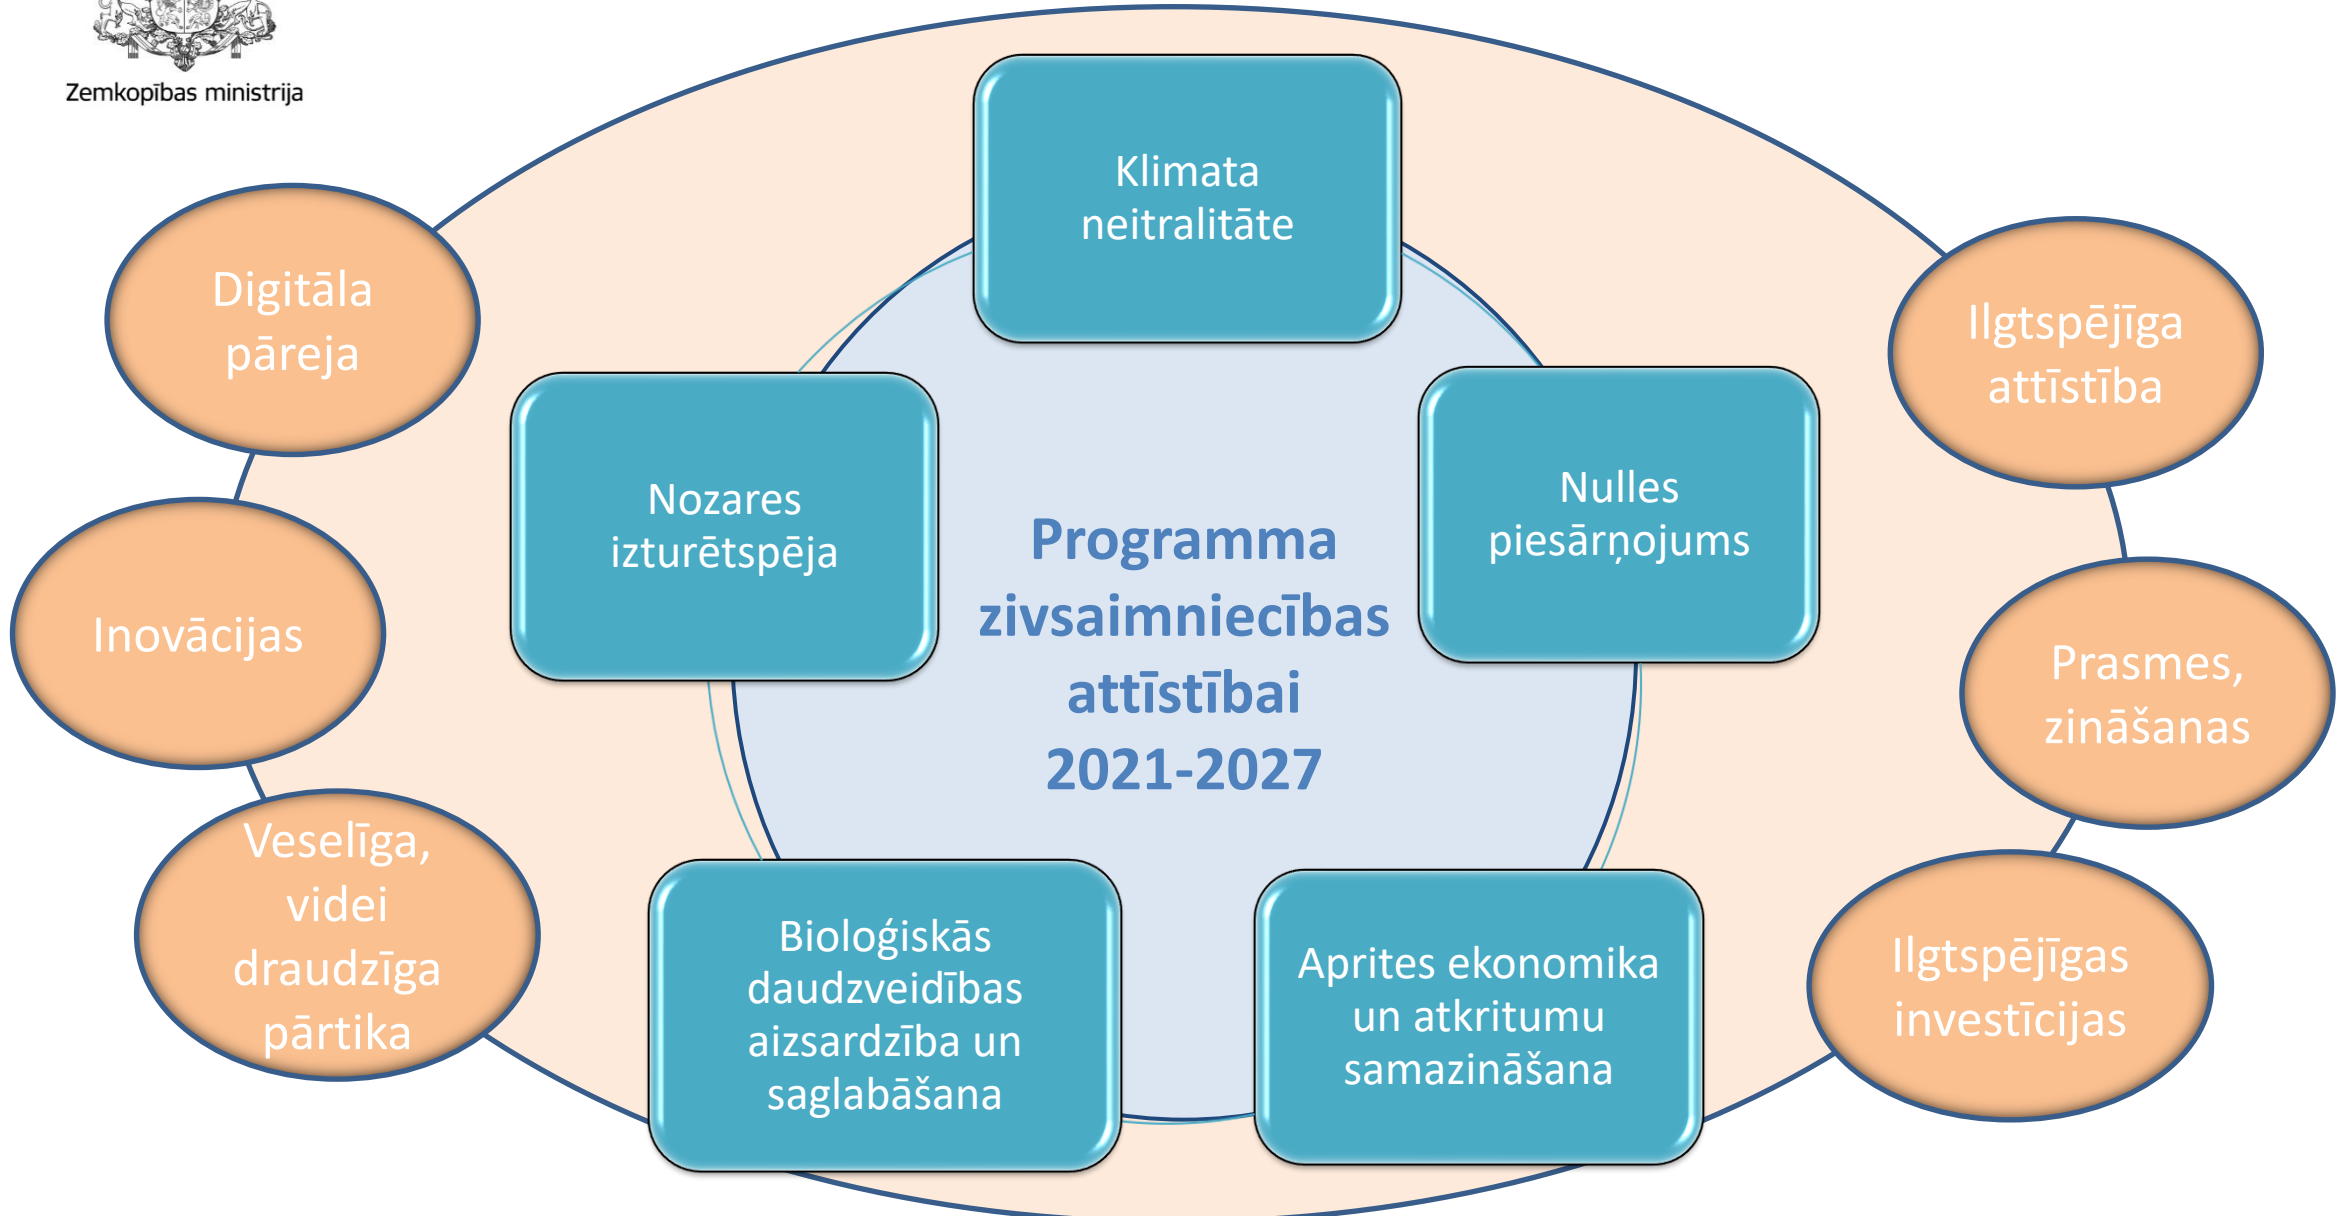 Zemkopības ministrija
Klimata
neitralitāte
Digitāla
pāreja
Ilgtspējīga
attīstība
Nozares
izturētspēja
Nulles
piesārņojums
Programma
zivsaimniecības
attīstībai
2021-2027
Inovācijas
Prasmes,
zināšanas
Veselīga,
videi
draudzīga
pārtika
Bioloģiskās
daudzveidības
aizsardzība un
saglabāšana
Aprites ekonomika
un atkritumu
samazināšana
Ilgtspējīgas
investīcijas